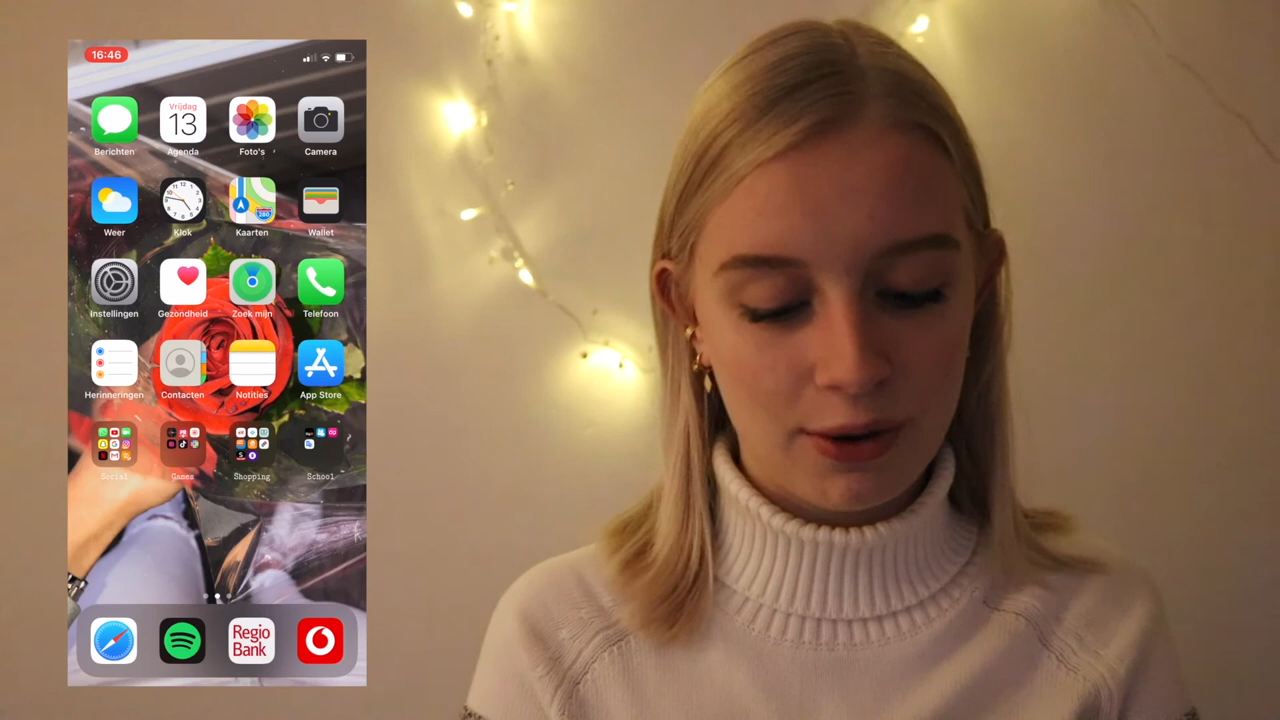 16:46
Vrijdag
13
Berichten
Agenda
Foto's
Camera
280
Weer
Klok
Kaarten
Wallet
Instellingen
Gezondheid
Zoek mijn
Telefoon
Herinneringen
Contacten
Notities
App Store
Social
Games
Shopping
School
Regio
Bank